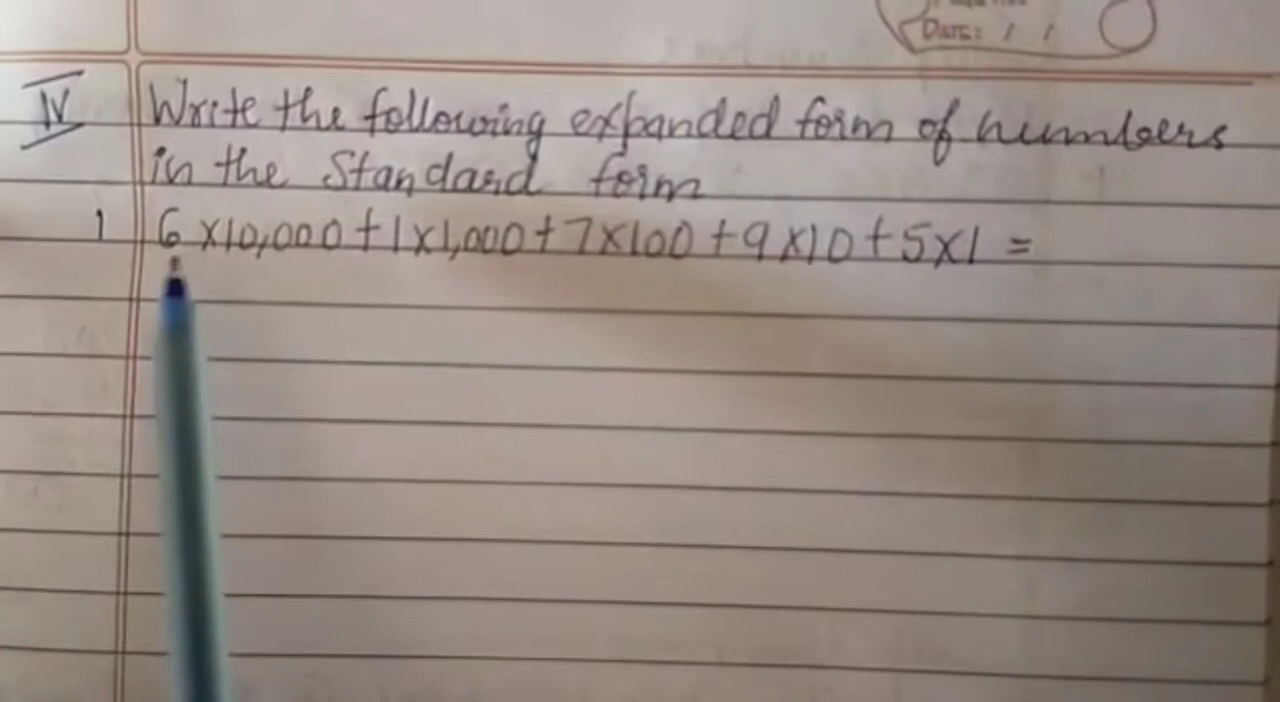 Date: / /
IV Write the following expanded form of numbers
in the Standard form
1 6×10,000+1×1,000+7×100+9×10+5×1=